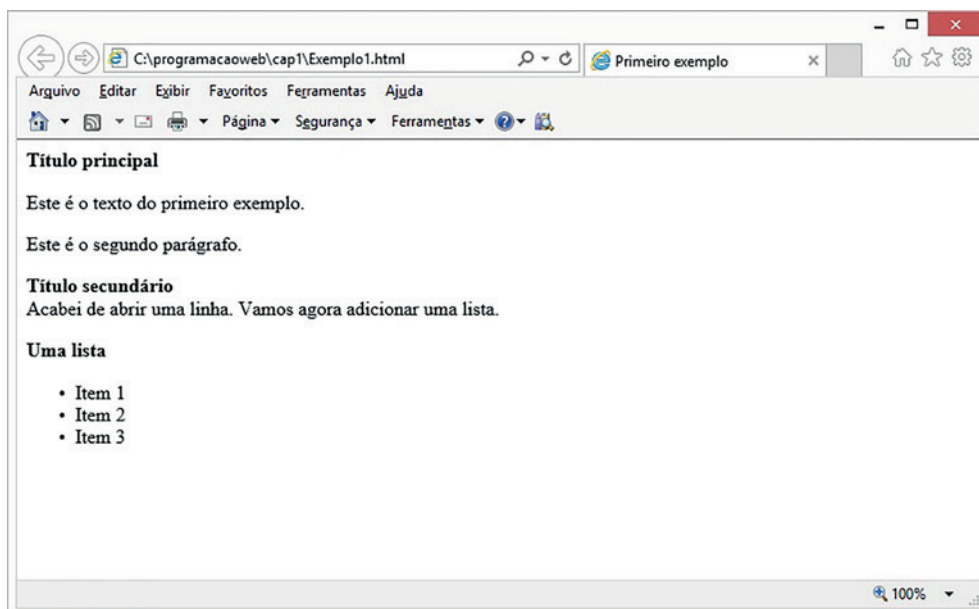 C:\programacaoweb\cap1\Exemplo1.html
Primeiro exemplo
Arquivo Editar Exibir Favoritos Ferramentas Ajuda
Página Segurança Ferramentas
Título principal
Este é o texto do primeiro exemplo.
Este é o segundo parágrafo.
Título secundário
Acabei de abrir uma linha. Vamos agora adicionar uma lista.
Uma lista
• Item 1
• Item 2
• Item 3
100%